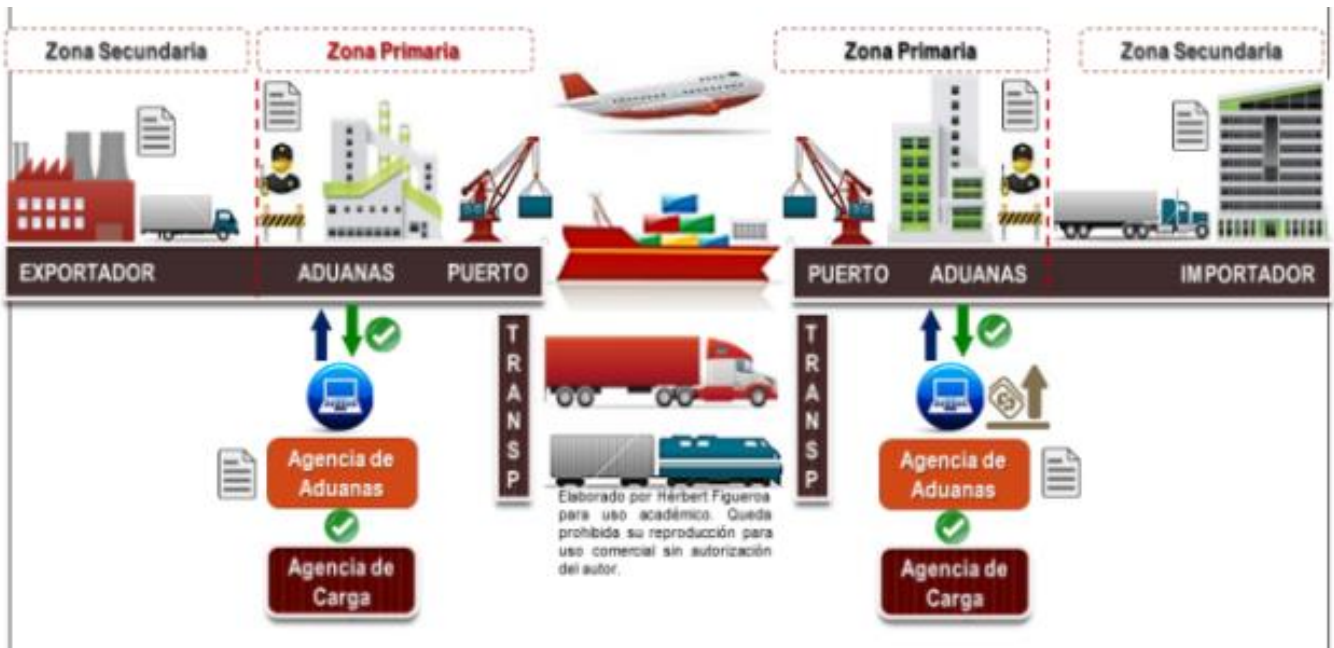 Zona Secundaria
Zona Primaria
Zona Primaria
Zona Secundaria
EXPORTADOR
ADUANAS
PUERTO
PUERTO
ADUANAS
IMPORTADOR
TRANSP
TRANSP
Agencia de
Aduanas
Agencia de
Aduanas
Elaborado por Hérbert Figueroa
para uso académico. Queda
prohibida su reproducción para
uso comercial sin autorización
del autor.
Agencia de
Carga
Agencia de
Carga